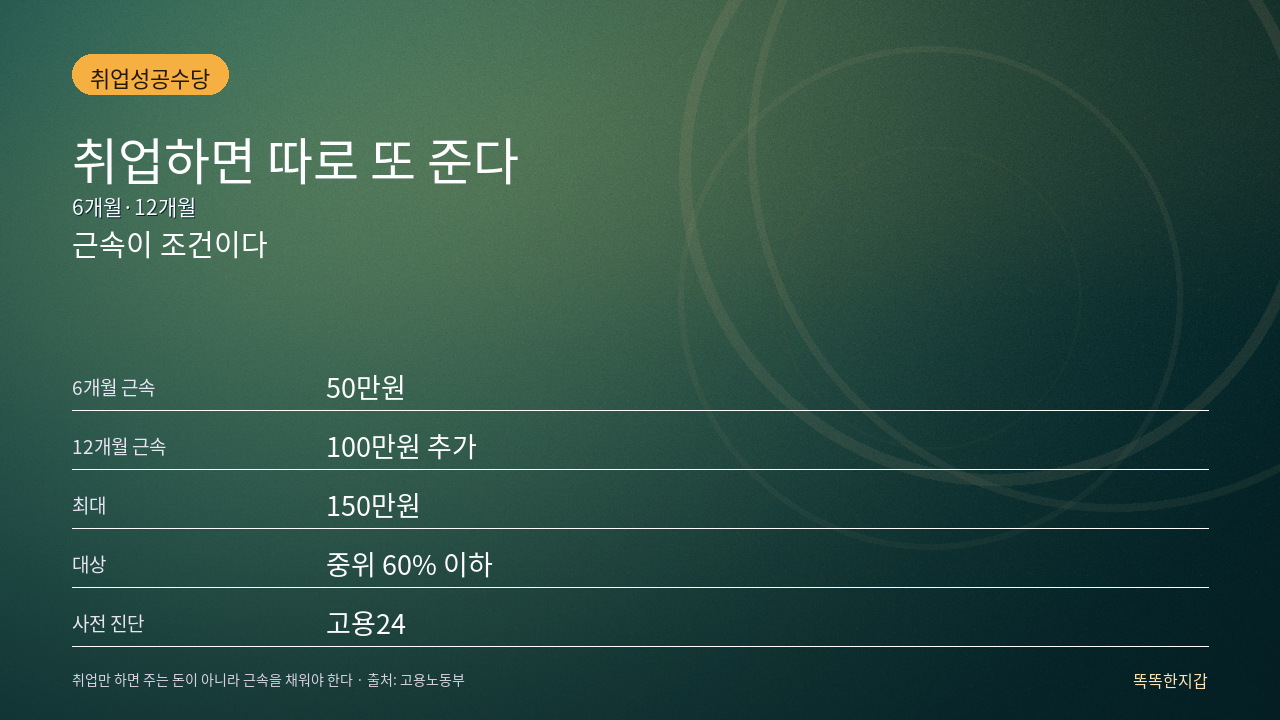 취업성공수당
취업하면 따로 또 준다
6개월·12개월
근속이 조건이다
6개월 근속 50만원
12개월 근속 100만원 추가
최대 150만원
대상 중위 60% 이하
사전 진단 고용24
취업만 하면 주는 돈이 아니라 근속을 채워야 한다 · 출처: 고용노동부
똑똑한지갑